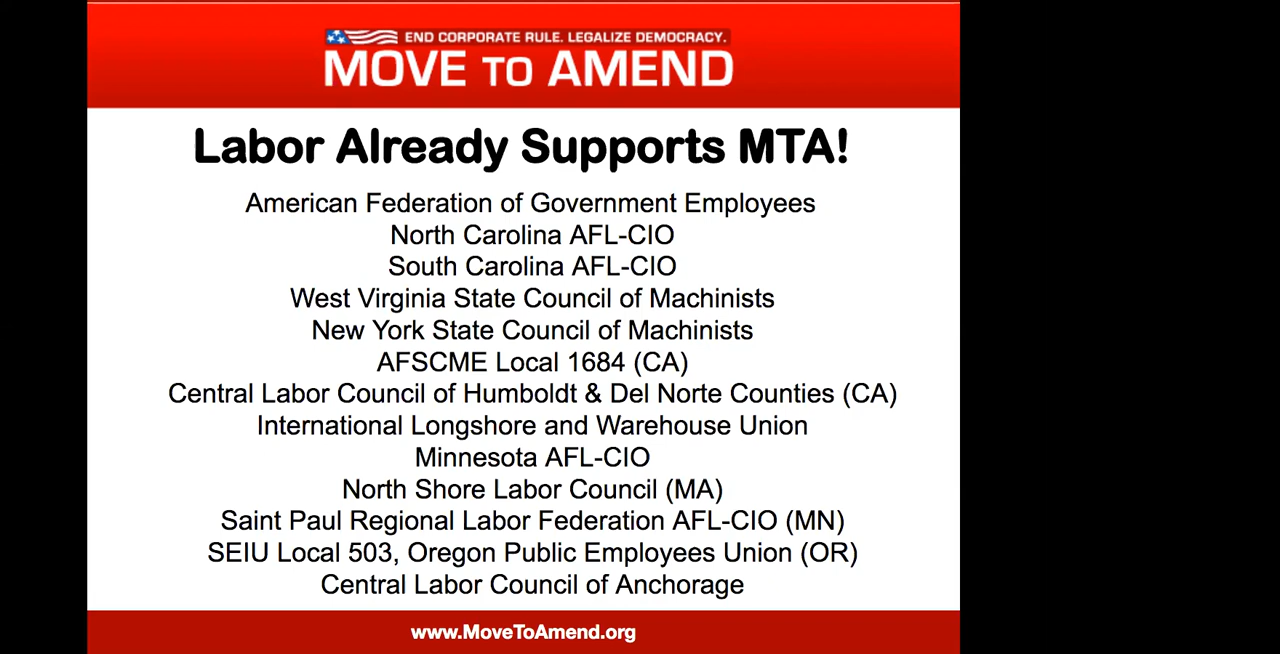 END CORPORATE RULE. LEGALIZE DEMOCRACY.
MOVE TO AMEND
Labor Already Supports MTA!
American Federation of Government Employees
North Carolina AFL-CIO
South Carolina AFL-CIO
West Virginia State Council of Machinists
New York State Council of Machinists
AFSCME Local 1684 (CA)
Central Labor Council of Humboldt & Del Norte Counties (CA)
International Longshore and Warehouse Union
Minnesota AFL-CIO
North Shore Labor Council (MA)
Saint Paul Regional Labor Federation AFL-CIO (MN)
SEIU Local 503, Oregon Public Employees Union (OR)
Central Labor Council of Anchorage
www.MoveToAmend.org